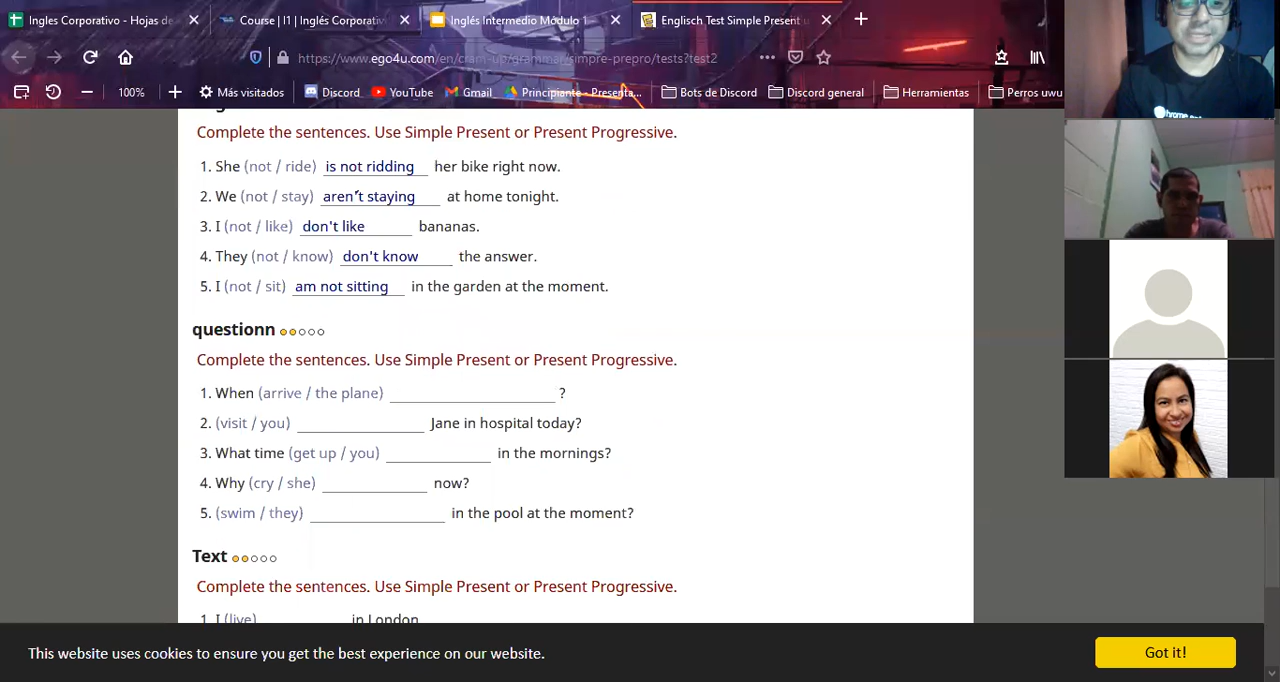 Ingles Corporativo - Hojas de
Course | I1 | Inglés Corporativ
Inglés Intermedio Módulo 1 -
Englisch Test Simple Present u
https://www.ego4u.com/en/cram-up/grammar/simpre-prepro/tests?test2
100%
Más visitados
Discord
YouTube
Gmail
Principiante - Presenta...
Bots de Discord
Discord general
Herramientas
Perros uwu
Complete the sentences. Use Simple Present or Present Progressive.
1. She (not / ride) is not ridding her bike right now.
2. We (not / stay) aren't staying at home tonight.
3. I (not / like) don't like bananas.
4. They (not / know) don't know the answer.
5. I (not / sit) am not sitting in the garden at the moment.
questionn
Complete the sentences. Use Simple Present or Present Progressive.
1. When (arrive / the plane) ?
2. (visit / you) Jane in hospital today?
3. What time (get up / you) in the mornings?
4. Why (cry / she) now?
5. (swim / they) in the pool at the moment?
Text
Complete the sentences. Use Simple Present or Present Progressive.
1. I (live) in London.
This website uses cookies to ensure you get the best experience on our website.
Got it!